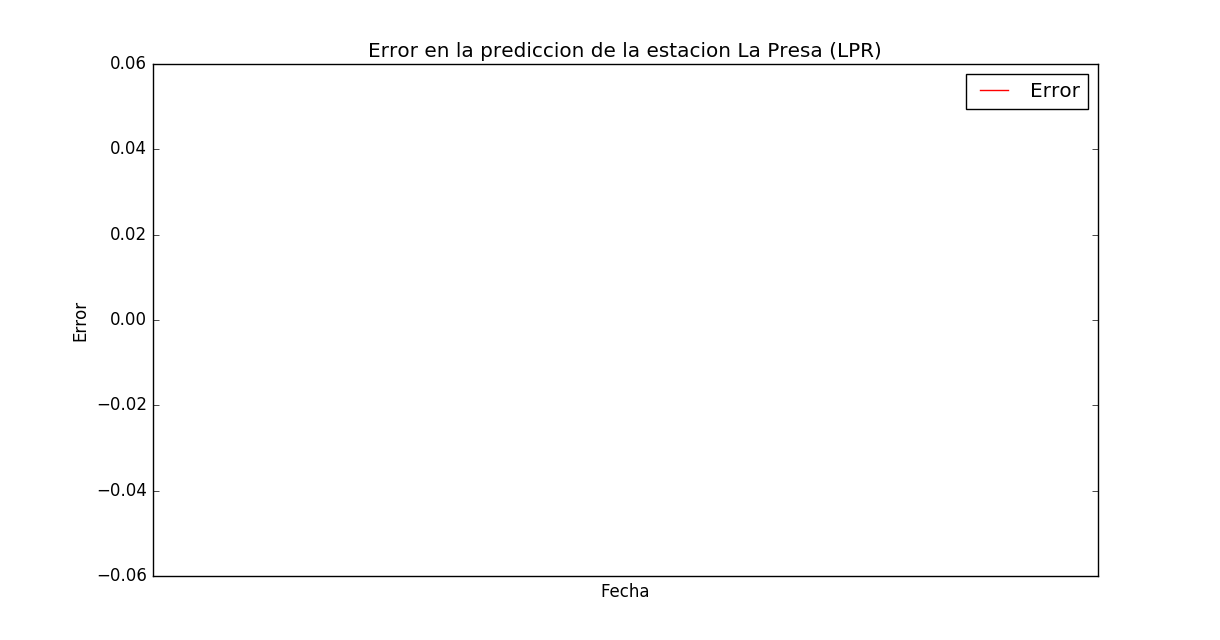 Error en la prediccion de la estacion La Presa (LPR)
0.06
Error
0.04
0.02
0.00
Error
−0.02
−0.04
−0.06
Fecha